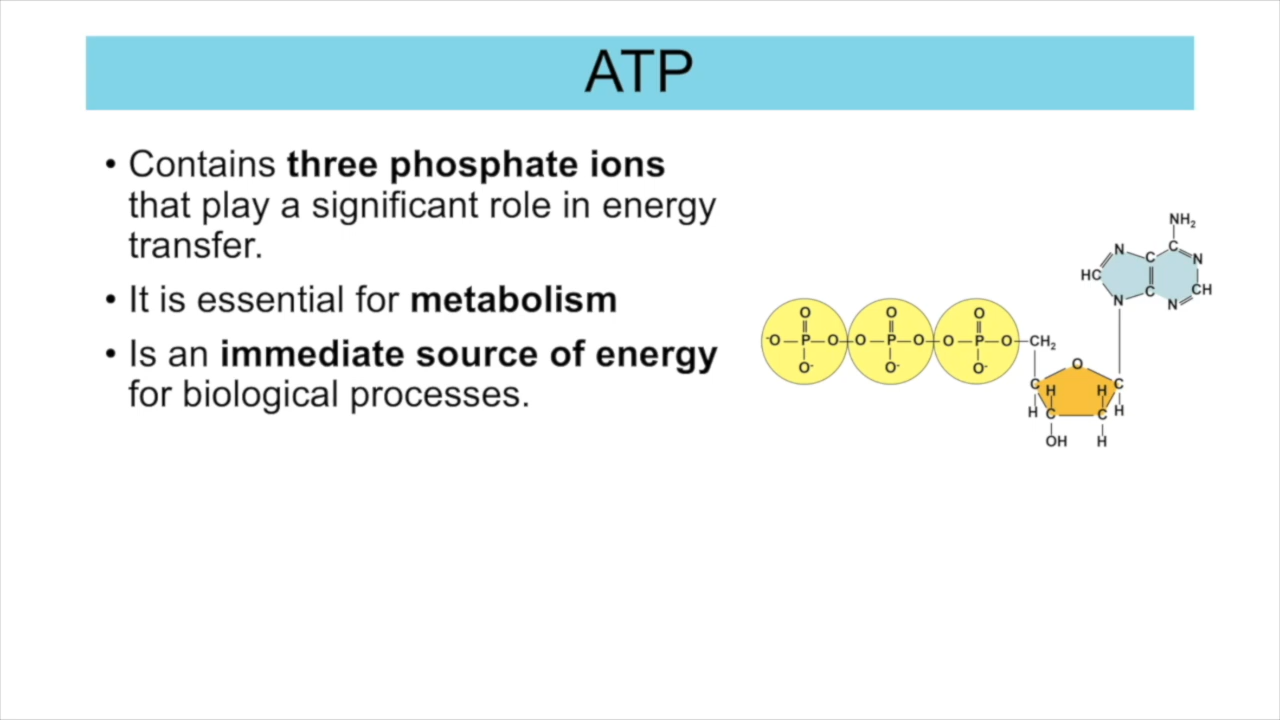 ATP
• Contains three phosphate ions
that play a significant role in energy
transfer.
• It is essential for metabolism
• Is an immediate source of energy
for biological processes.
NH₂
N C N
HC C
N C N CH
O O O
⁻O—P—O—O—P—O—O—P—O—CH₂
O⁻ O⁻ O⁻
O
C H H C
H C C H
OH H